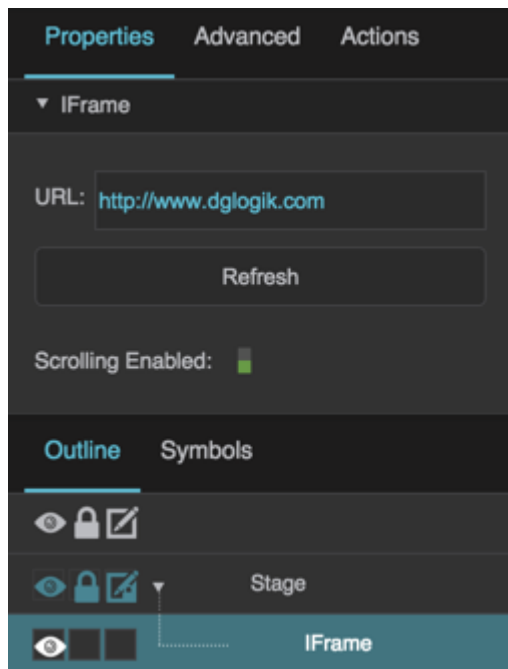 Properties Advanced Actions
IFrame
URL: http://www.dglogik.com
Refresh
Scrolling Enabled:
Outline Symbols
Stage
IFrame